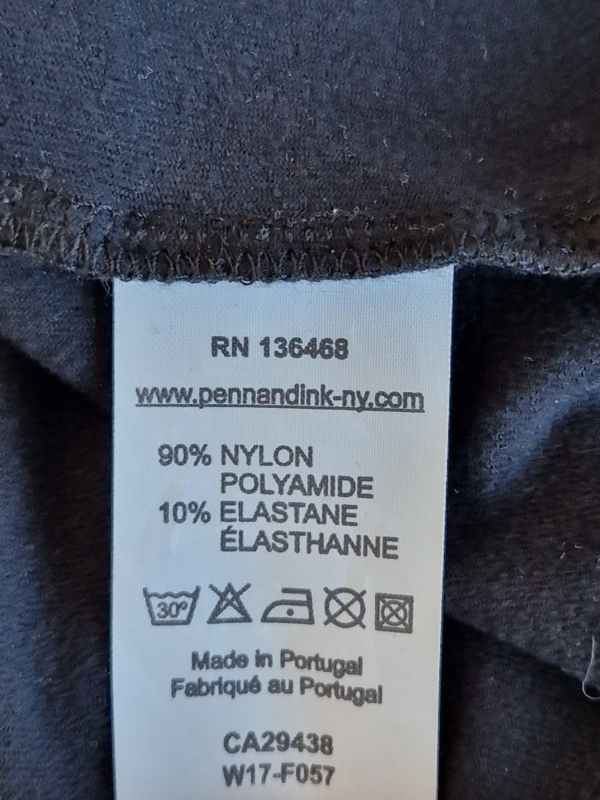 RN 136468
www.pennandink-ny.com
90% NYLON
POLYAMIDE
10% ELASTANE
ÉLASTHANNE
30°
Made in Portugal
Fabriqué au Portugal
CA29438
W17-F057